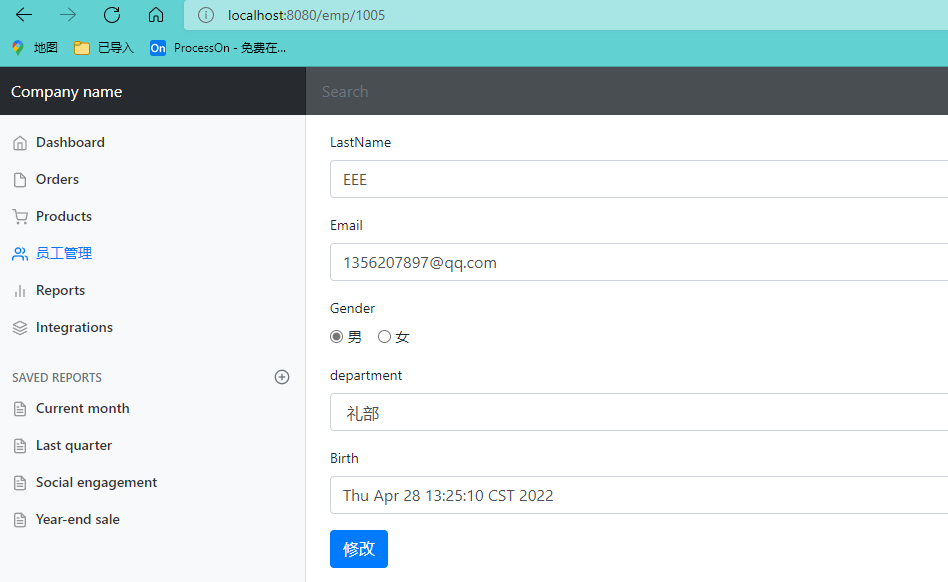 localhost:8080/emp/1005
地图 已导入 On ProcessOn - 免费在...
Company name
Search
Dashboard
Orders
Products
员工管理
Reports
Integrations
SAVED REPORTS
Current month
Last quarter
Social engagement
Year-end sale
LastName
EEE
Email
1356207897@qq.com
Gender
男 女
department
礼部
Birth
Thu Apr 28 13:25:10 CST 2022
修改